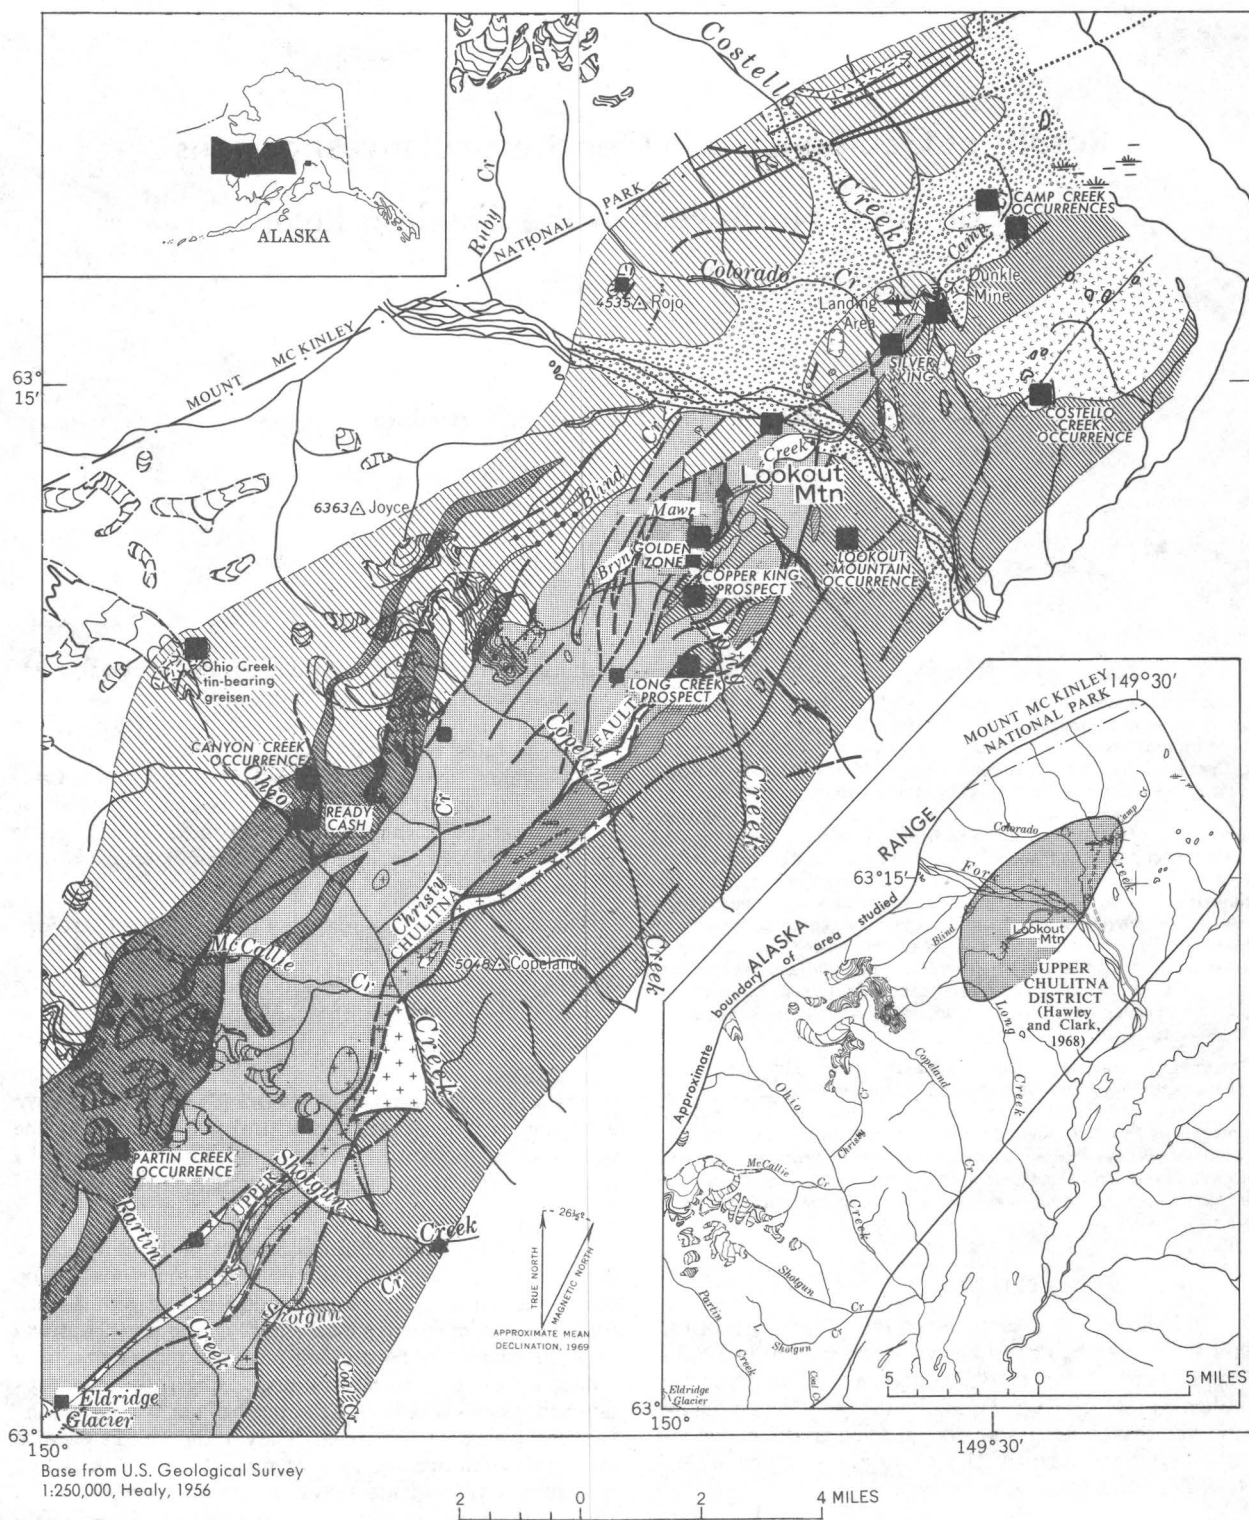 ALASKA
Costello
Creek
Ruby Cr
NATIONAL PARK
MOUNT MC KINLEY
Colorado
Cr
4535 Rojo
Camp
CAMP CREEK
OCCURRENCES
Dunkle
Mine
Landing
Area
SILVER
KING
COSTELLO
CREEK
OCCURRENCE
63°
15′
6363 Joyce
Blind
Cr
Creek
Lookout
Mtn
Mawr
Bryn
GOLDEN
ZONE
COPPER KING
PROSPECT
LOOKOUT
MOUNTAIN
OCCURRENCE
Ohio Creek
tin-bearing
greisen
LONG CREEK
PROSPECT
Long
Creek
FAULT
Copeland
Creek
CANYON CREEK
OCCURRENCE
Ohio
READY
CASH
Cr
Christy
CHULITNA
McCallie
Cr
5048 Copeland
Creek
PARTIN CREEK
OCCURRENCE
UPPER
Shotgun
Creek
Partin
Creek
Shotgun
Cr
Coal Cr
Eldridge
Glacier
26½°
TRUE NORTH
MAGNETIC NORTH
APPROXIMATE MEAN
DECLINATION, 1969
149°30′
MOUNT MC KINLEY
NATIONAL PARK
RANGE
ALASKA
Approximate boundary of area studied
63°15′
Colorado
Camp Cr
Creek
Fork
Blind
Lookout
Mtn
UPPER
CHULITNA
DISTRICT
(Hawley
and Clark,
1968)
Long
Creek
Copeland
Cr
Ohio
Creek
Christy
Cr
McCallie
Cr
Shotgun
Cr
Partin
Creek
L
Shotgun
Cr
Coal Cr
Eldridge
Glacier
5 0 5 MILES
63°
150°
63°
150°
149°30′
Base from U.S. Geological Survey
1:250,000, Healy, 1956
2 0 2 4 MILES